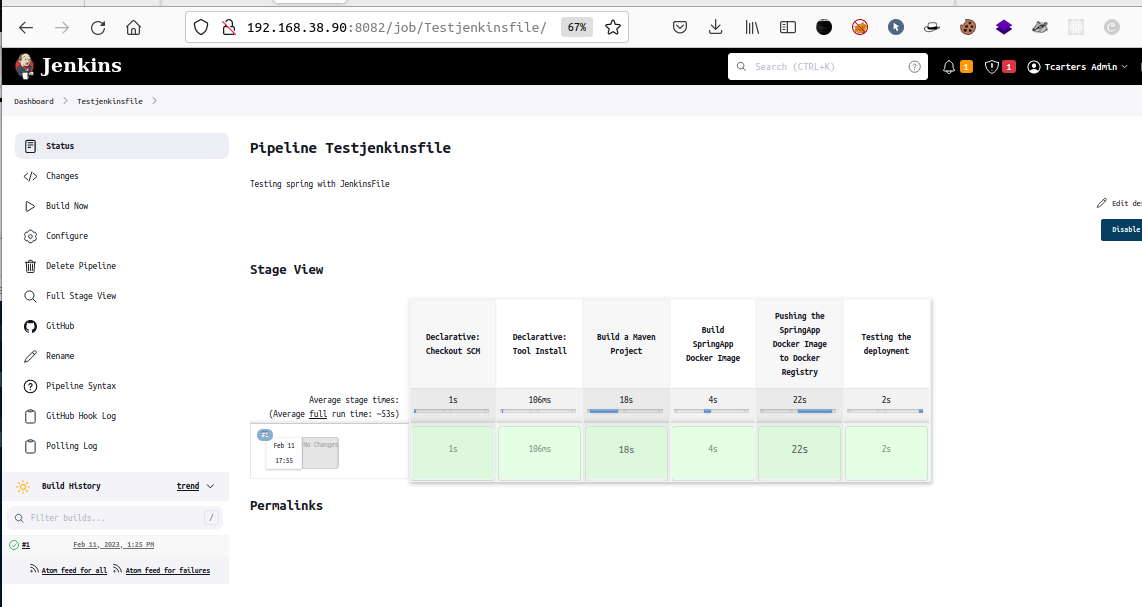 192.168.38.90:8082/job/Testjenkinsfile/
67%
Jenkins
Search (CTRL+K)
1
1
Tcarters Admin
Dashboard
Testjenkinsfile
Status
Changes
Build Now
Configure
Delete Pipeline
Full Stage View
GitHub
Rename
Pipeline Syntax
GitHub Hook Log
Polling Log
Build History
trend
Filter builds...
/
#1
Feb 11, 2023, 1:25 PM
Atom feed for all
Atom feed for failures
Pipeline Testjenkinsfile
Testing spring with JenkinsFile
Edit des
Disable
Stage View
Declarative:
Checkout SCM
Declarative:
Tool Install
Build a Maven
Project
Build
SpringApp
Docker Image
Pushing the
SpringApp
Docker Image
to Docker
Registry
Testing the
deployment
Average stage times:
(Average full run time: ~53s)
1s
106ms
18s
4s
22s
2s
#1
Feb 11
17:55
No Changes
1s
106ms
18s
4s
22s
2s
Permalinks